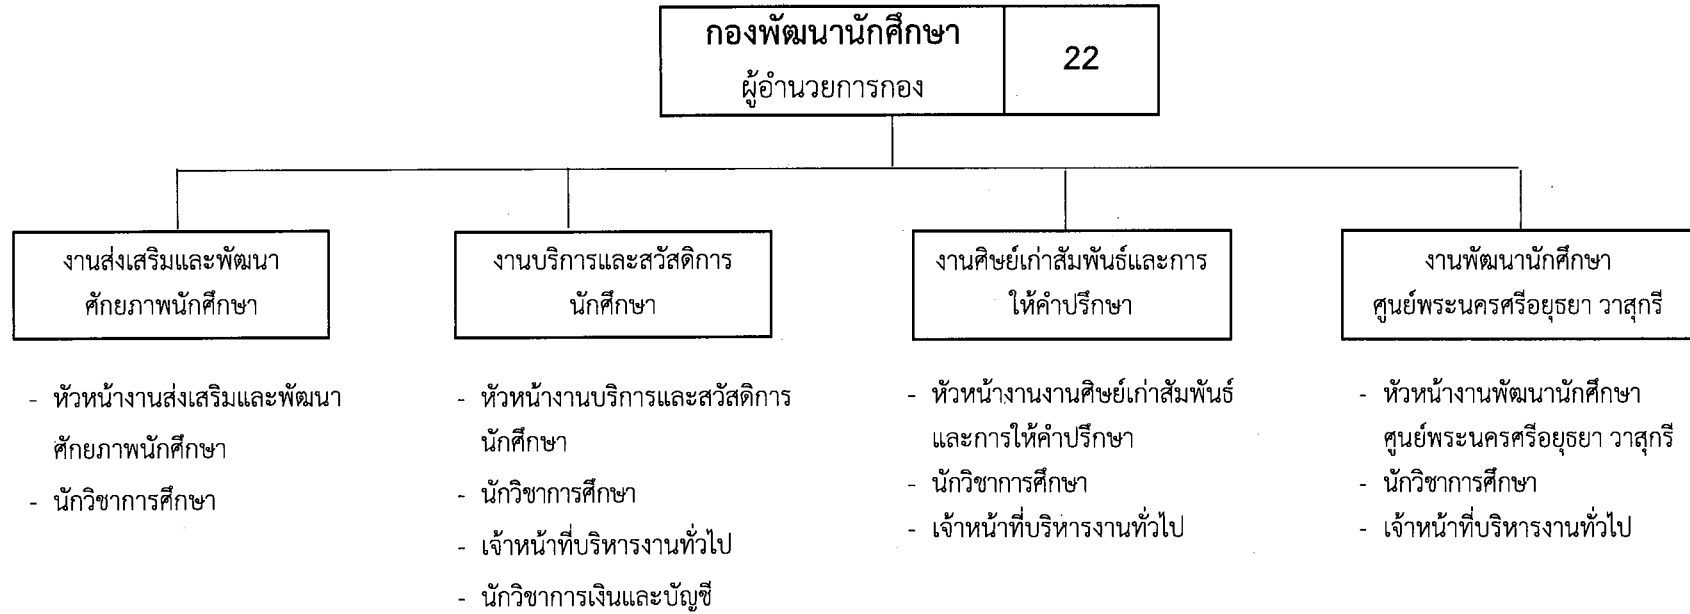 กองพัฒนานักศึกษา
ผู้อำนวยการกอง
22
งานส่งเสริมและพัฒนา
ศักยภาพนักศึกษา
- หัวหน้างานส่งเสริมและพัฒนา
ศักยภาพนักศึกษา
- นักวิชาการศึกษา
งานบริการและสวัสดิการ
นักศึกษา
- หัวหน้างานบริการและสวัสดิการ
นักศึกษา
- นักวิชาการศึกษา
- เจ้าหน้าที่บริหารงานทั่วไป
- นักวิชาการเงินและบัญชี
งานศิษย์เก่าสัมพันธ์และการ
ให้คำปรึกษา
- หัวหน้างานงานศิษย์เก่าสัมพันธ์
และการให้คำปรึกษา
- นักวิชาการศึกษา
- เจ้าหน้าที่บริหารงานทั่วไป
งานพัฒนานักศึกษา
ศูนย์พระนครศรีอยุธยา วาสุกรี
- หัวหน้างานพัฒนานักศึกษา
ศูนย์พระนครศรีอยุธยา วาสุกรี
- นักวิชาการศึกษา
- เจ้าหน้าที่บริหารงานทั่วไป